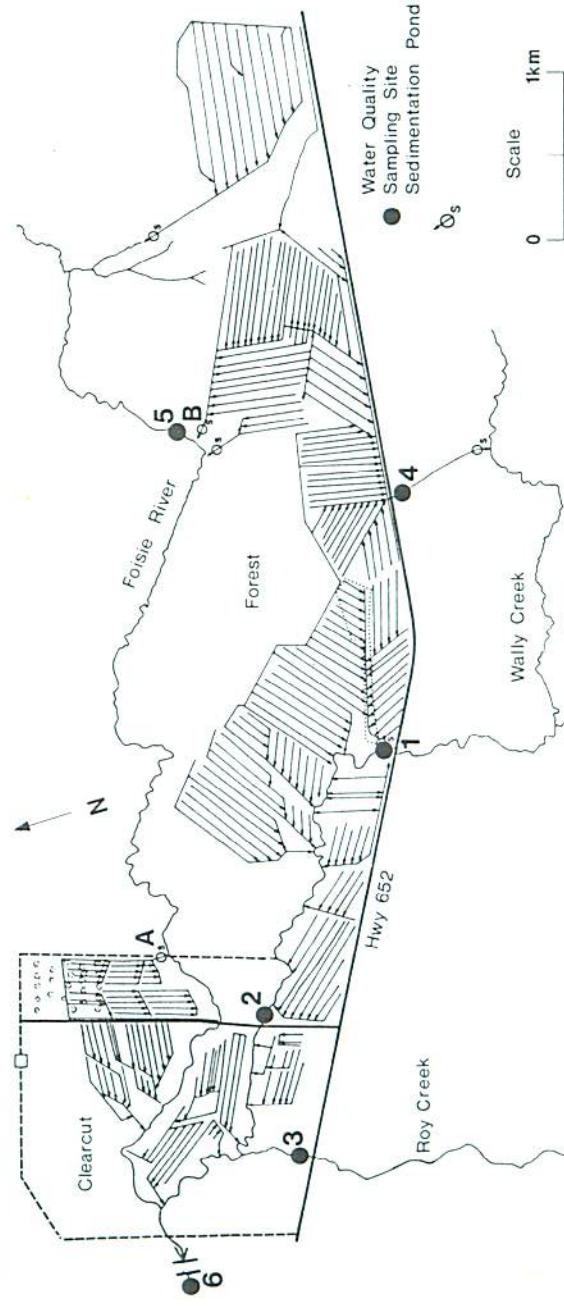 Water Quality
Sampling Site
Sedimentation Pond
S
Scale
0
1km
5
B
S
S
S
Foisie River
Forest
4
S
Wally Creek
N
S
1
Hwy 652
A
S
2
Clearcut
3
Roy Creek
6